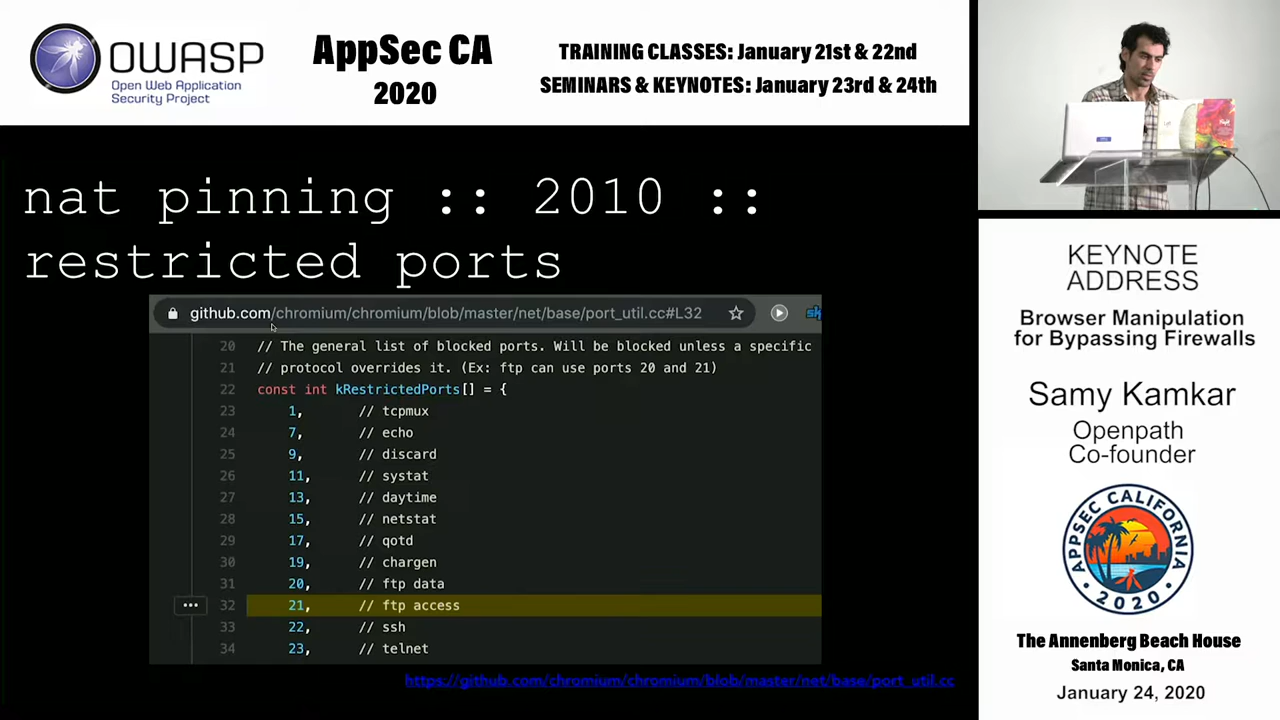 OWASP
Open Web Application
Security Project
AppSec CA
2020
TRAINING CLASSES: January 21st & 22nd
SEMINARS & KEYNOTES: January 23rd & 24th
nat pinning :: 2010 ::
restricted ports
github.com/chromium/chromium/blob/master/net/base/port_util.cc#L32
20 // The general list of blocked ports. Will be blocked unless a specific
21 // protocol overrides it. (Ex: ftp can use ports 20 and 21)
22 const int kRestrictedPorts[] = {
23 1, // tcpmux
24 7, // echo
25 9, // discard
26 11, // systat
27 13, // daytime
28 15, // netstat
29 17, // qotd
30 19, // chargen
31 20, // ftp data
32 21, // ftp access
33 22, // ssh
34 23, // telnet
https://github.com/chromium/chromium/blob/master/net/base/port_util.cc
KEYNOTE
ADDRESS
Browser Manipulation
for Bypassing Firewalls
Samy Kamkar
Openpath
Co-founder
APPSEC CALIFORNIA
2020
The Annenberg Beach House
Santa Monica, CA
January 24, 2020